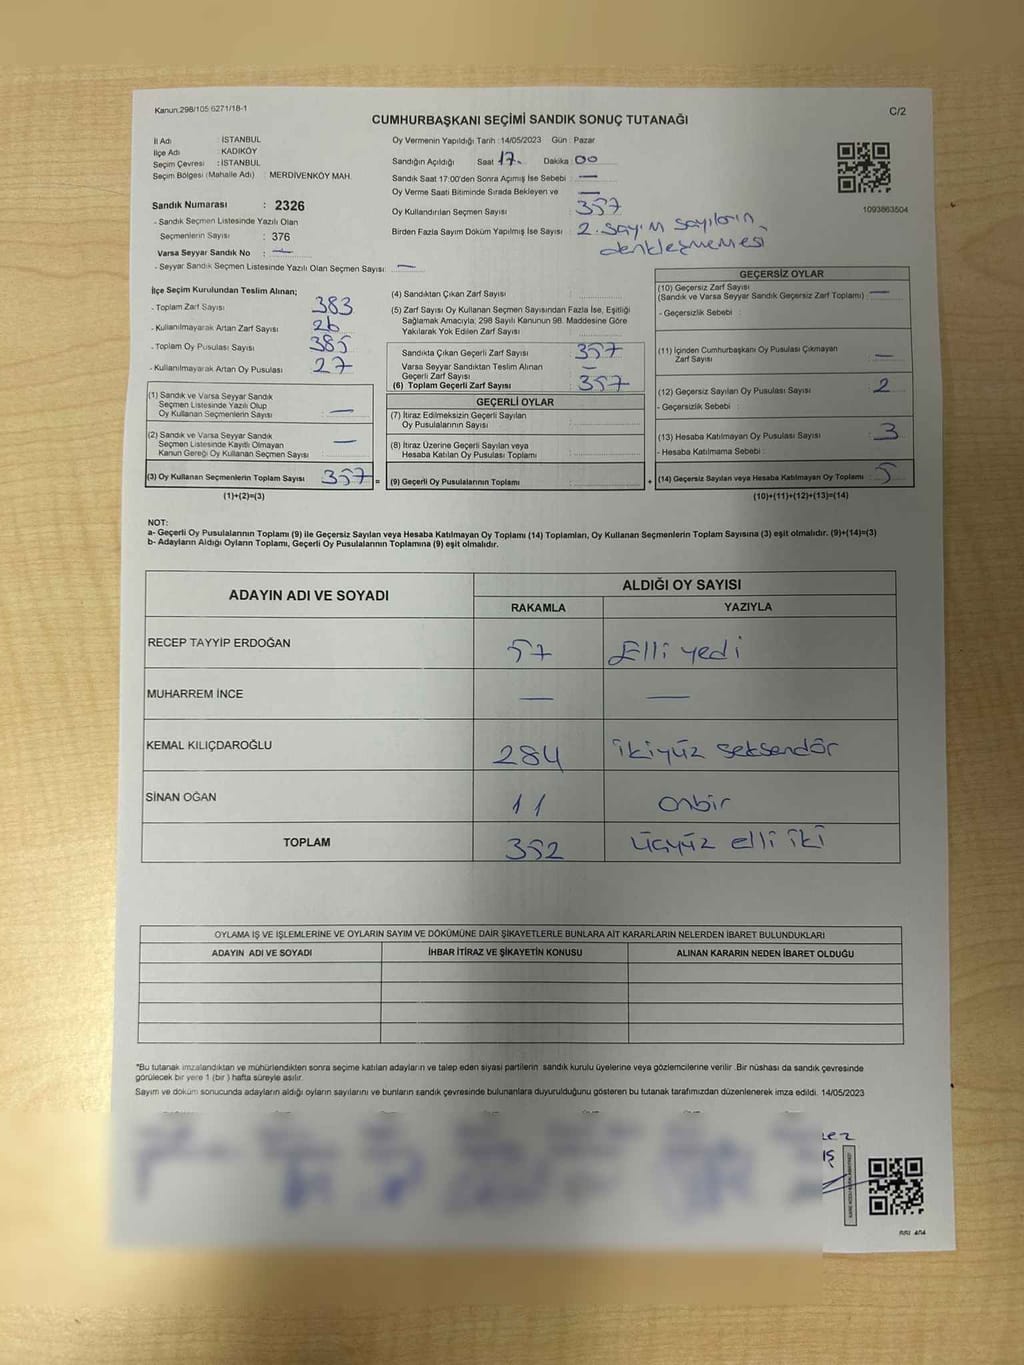 Kanun:298/105 6271/18-1
C/2
CUMHURBAŞKANI SEÇİMİ SANDIK SONUÇ TUTANAĞI
İl Adı : İSTANBUL
İlçe Adı : KADIKÖY
Seçim Çevresi : İSTANBUL
Seçim Bölgesi (Mahalle Adı) : MERDİVENKÖY MAH.
Sandık Numarası : 2326
- Sandık Seçmen Listesinde Yazılı Olan
Seçmenlerin Sayısı : 376
Varsa Seyyar Sandık No : —
- Seyyar Sandık Seçmen Listesinde Yazılı Olan Seçmen Sayısı: —
Oy Vermenin Yapıldığı Tarih : 14/05/2023 Gün : Pazar
Sandığın Açıldığı Saat 17. Dakika : 00
Sandık Saat 17:00'den Sonra Açımış İse Sebebi : —
Oy Verme Saati Bitiminde Sırada Bekleyen ve —
Oy Kullandırılan Seçmen Sayısı : 357
Birden Fazla Sayım Döküm Yapılmış İse Sayısı : 2. sayım sayıların
denkleşmemesi
1093863504
İlçe Seçim Kurulundan Teslim Alınan;
- Toplam Zarf Sayısı 383
- Kullanılmayarak Artan Zarf Sayısı : 26
- Toplam Oy Pusulası Sayısı 385
- Kullanılmayarak Artan Oy Pusulası : 27
(1) Sandık ve Varsa Seyyar Sandık
Seçmen Listesinde Yazılı Olup
Oy Kullanan Seçmenlerin Sayısı : —
(2) Sandık ve Varsa Seyyar Sandık
Seçmen Listesinde Kayıtlı Olmayan
Kanun Gereği Oy Kullanan Seçmen Sayısı : —
(3) Oy Kullanan Seçmenlerin Toplam Sayısı 357 =
(1)+(2)=(3)
(4) Sandıktan Çıkan Zarf Sayısı :
(5) Zarf Sayısı Oy Kullanan Seçmen Sayısından Fazla İse, Eşitliği
Sağlamak Amacıyla; 298 Sayılı Kanunun 98. Maddesine Göre
Yakılarak Yok Edilen Zarf Sayısı :
Sandıkta Çıkan Geçerli Zarf Sayısı : 357
Varsa Seyyar Sandıktan Teslim Alınan
Geçerli Zarf Sayısı : —
(6) Toplam Geçerli Zarf Sayısı : 357
GEÇERLİ OYLAR
(7) İtiraz Edilmeksizin Geçerli Sayılan
Oy Pusulalarının Sayısı :
(8) İtiraz Üzerine Geçerli Sayılan veya
Hesaba Katılan Oy Pusulası Toplamı :
(9) Geçerli Oy Pusulalarının Toplamı : +
GEÇERSİZ OYLAR
(10) Geçersiz Zarf Sayısı
(Sandık ve Varsa Seyyar Sandık Geçersiz Zarf Toplamı) : —
- Geçersizlik Sebebi :
(11) İçinden Cumhurbaşkanı Oy Pusulası Çıkmayan
Zarf Sayısı : —
(12) Geçersiz Sayılan Oy Pusulası Sayısı : 2
- Geçersizlik Sebebi :
(13) Hesaba Katılmayan Oy Pusulası Sayısı : 3
- Hesaba Katılmama Sebebi :
(14) Geçersiz Sayılan veya Hesaba Katılmayan Oy Toplamı : 5
(10)+(11)+(12)+(13)=(14)
NOT:
a- Geçerli Oy Pusulalarının Toplamı (9) ile Geçersiz Sayılan veya Hesaba Katılmayan Oy Toplamı (14) Toplamları, Oy Kullanan Seçmenlerin Toplam Sayısına (3) eşit olmalıdır. (9)+(14)=(3)
b- Adayların Aldığı Oyların Toplamı, Geçerli Oy Pusulalarının Toplamına (9) eşit olmalıdır.
ADAYIN ADI VE SOYADI
ALDIĞI OY SAYISI
RAKAMLA YAZIYLA
RECEP TAYYİP ERDOĞAN 57 Elli yedi
MUHARREM İNCE — —
KEMAL KILIÇDAROĞLU 284 ikiyüz seksendör
SİNAN OĞAN 11 onbir
TOPLAM 352 üçyüz elli iki
OYLAMA İŞ VE İŞLEMLERİNE VE OYLARIN SAYIM VE DÖKÜMÜNE DAİR ŞİKAYETLERLE BUNLARA AİT KARARLARIN NELERDEN İBARET BULUNDUKLARI
ADAYIN ADI VE SOYADI İHBAR İTİRAZ VE ŞİKAYETİN KONUSU ALINAN KARARIN NEDEN İBARET OLDUĞU
*Bu tutanak imzalandıktan ve mühürlendikten sonra seçime katılan adayların ve talep eden siyasi partilerin sandık kurulu üyelerine veya gözlemcilerine verilir. Bir nüshası da sandık çevresinde
görülecek bir yere 1 (bir) hafta süreyle asılır.
Sayım ve döküm sonucunda adayların aldığı oyların sayılarını ve bunların sandık çevresinde bulunanlara duyurulduğunu gösteren bu tutanak tarafımızdan düzenlenerek imza edildi. 14/05/2023